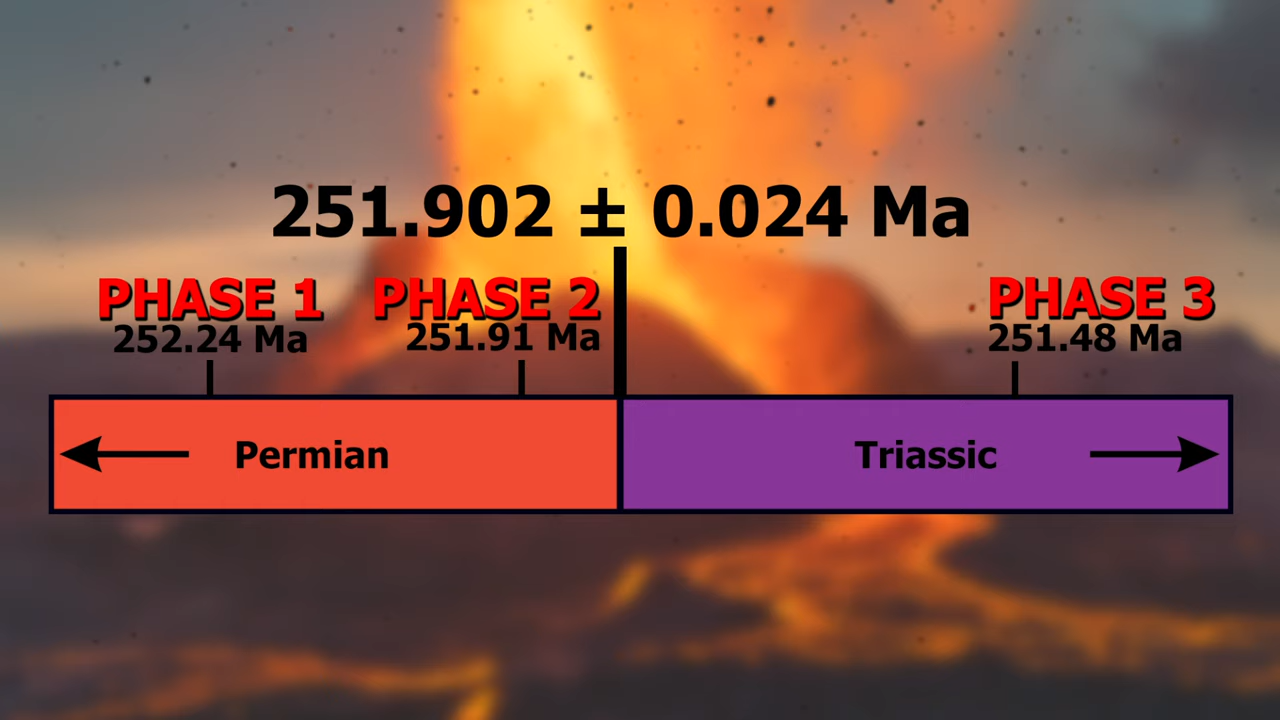 251.902 ± 0.024 Ma
PHASE 1
252.24 Ma
PHASE 2
251.91 Ma
PHASE 3
251.48 Ma
Permian
Triassic